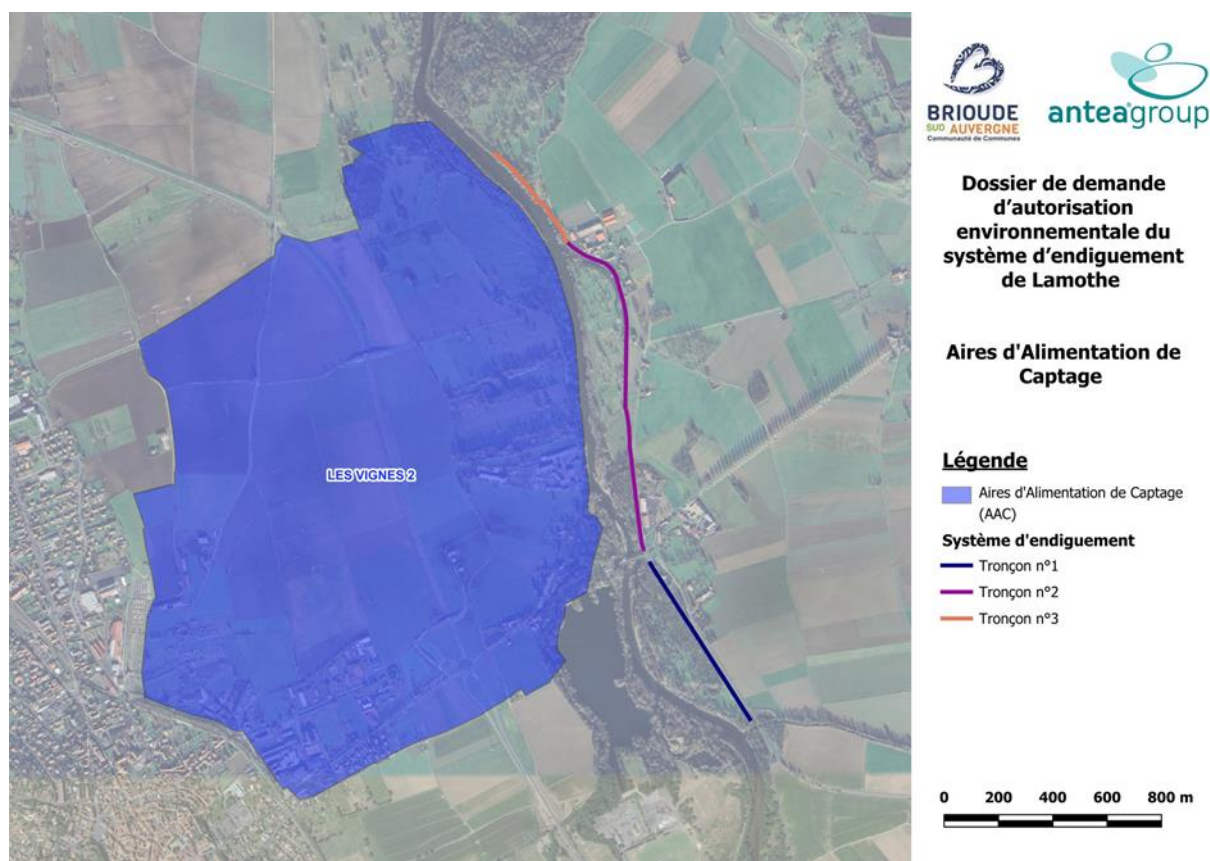 BRIOUDE
SUD AUVERGNE
Communauté de Communes
anteagroup
Dossier de demande
d'autorisation
environnementale du
système d'endiguement
de Lamothe
Aires d'Alimentation de
Captage
LES VIGNES 2
Légende
Aires d'Alimentation de Captage
(AAC)
Système d'endiguement
Tronçon n°1
Tronçon n°2
Tronçon n°3
0 200 400 600 800 m